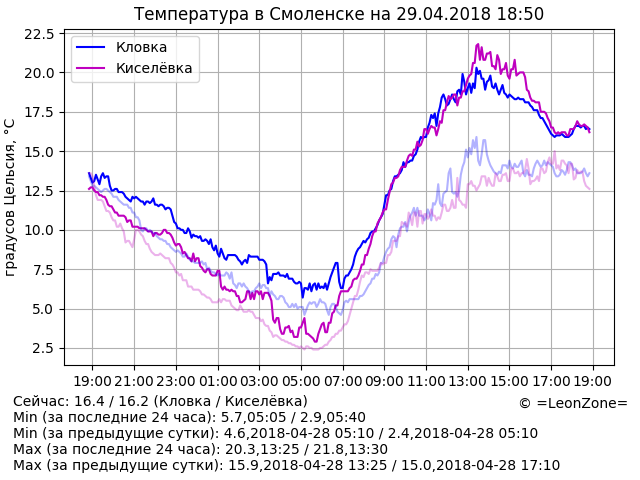 Температура в Смоленске на 29.04.2018 18:50
градусов Цельсия, °C
22.5
20.0
17.5
15.0
12.5
10.0
7.5
5.0
2.5
Кловка
Киселёвка
19:00 21:00 23:00 01:00 03:00 05:00 07:00 09:00 11:00 13:00 15:00 17:00 19:00
Сейчас: 16.4 / 16.2 (Кловка / Киселёвка)
© =LeonZone=
Min (за последние 24 часа): 5.7,05:05 / 2.9,05:40
Min (за предыдущие сутки): 4.6,2018-04-28 05:10 / 2.4,2018-04-28 05:10
Max (за последние 24 часа): 20.3,13:25 / 21.8,13:30
Max (за предыдущие сутки): 15.9,2018-04-28 13:25 / 15.0,2018-04-28 17:10